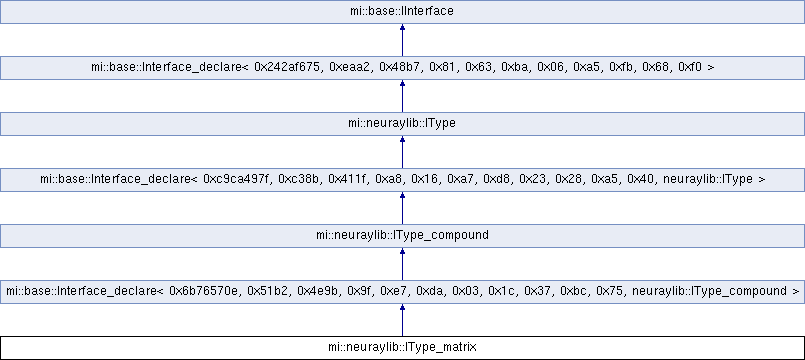 mi::base::IInterface
mi::base::Interface_declare< 0x242af675, 0xeaa2, 0x48b7, 0x81, 0x63, 0xba, 0x06, 0xa5, 0xfb, 0x68, 0xf0 >
mi::neuraylib::IType
mi::base::Interface_declare< 0xc9ca497f, 0xc38b, 0x411f, 0xa8, 0x16, 0xa7, 0xd8, 0x23, 0x28, 0xa5, 0x40, neuraylib::IType >
mi::neuraylib::IType_compound
mi::base::Interface_declare< 0x6b76570e, 0x51b2, 0x4e9b, 0x9f, 0xe7, 0xda, 0x03, 0x1c, 0x37, 0xbc, 0x75, neuraylib::IType_compound >
mi::neuraylib::IType_matrix